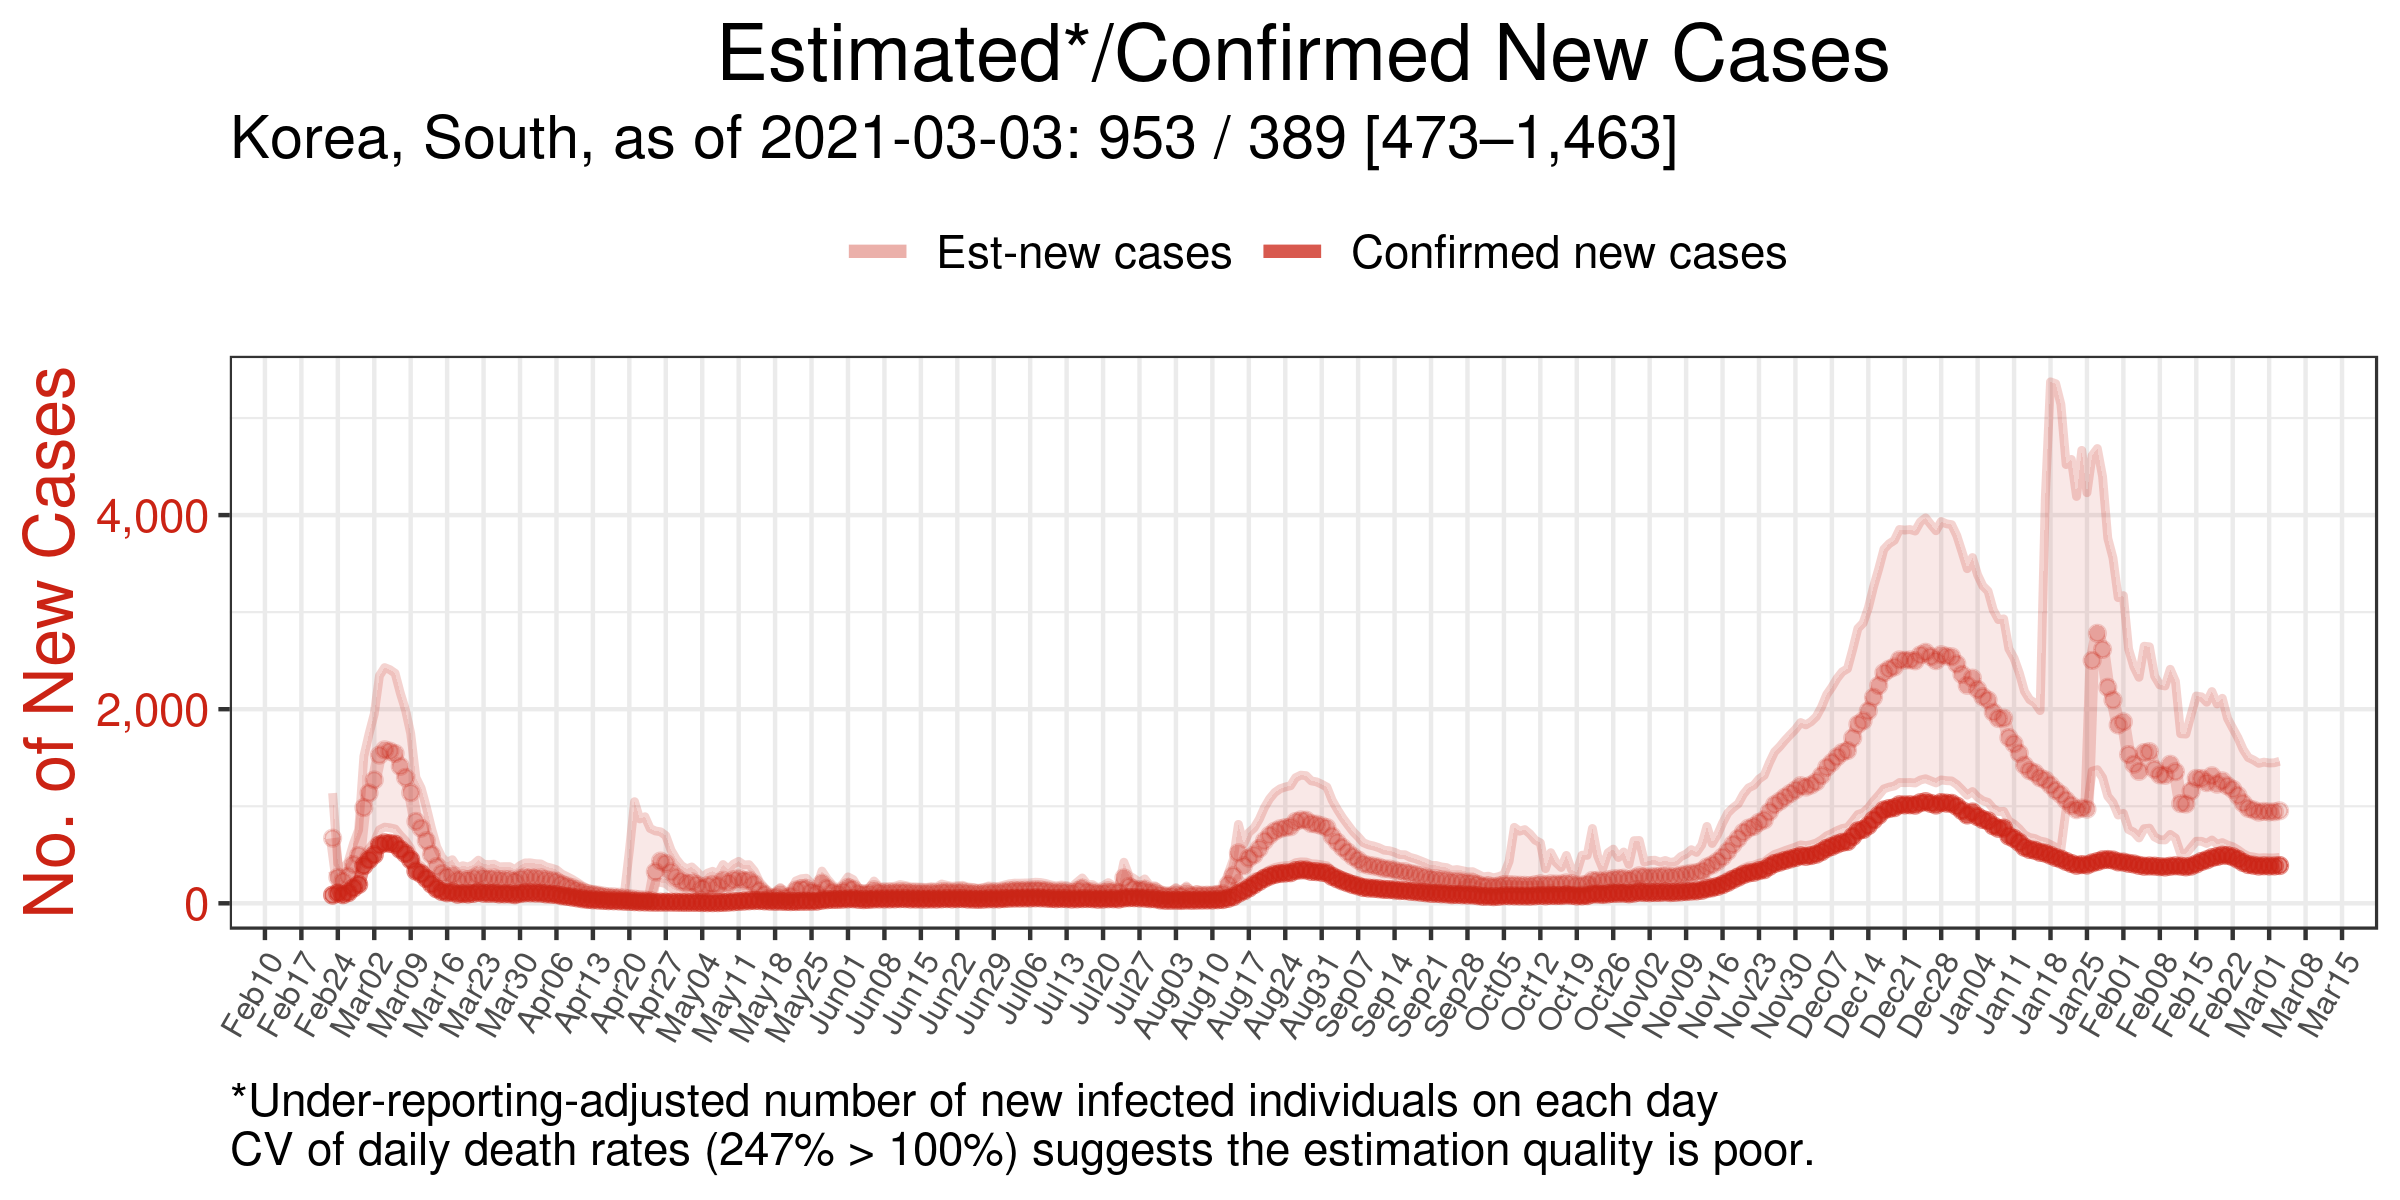 Estimated*/Confirmed New Cases
Korea, South, as of 2021-03-03: 953 / 389 [473–1,463]
Est-new cases
Confirmed new cases
No. of New Cases
4,000
2,000
0
Feb10
Feb17
Feb24
Mar02
Mar09
Mar16
Mar23
Mar30
Apr06
Apr13
Apr20
Apr27
May04
May11
May18
May25
Jun01
Jun08
Jun15
Jun22
Jun29
Jul06
Jul13
Jul20
Jul27
Aug03
Aug10
Aug17
Aug24
Aug31
Sep07
Sep14
Sep21
Sep28
Oct05
Oct12
Oct19
Oct26
Nov02
Nov09
Nov16
Nov23
Nov30
Dec07
Dec14
Dec21
Dec28
Jan04
Jan11
Jan18
Jan25
Feb01
Feb08
Feb15
Feb22
Mar01
Mar08
Mar15
*Under-reporting-adjusted number of new infected individuals on each day
CV of daily death rates (247% > 100%) suggests the estimation quality is poor.